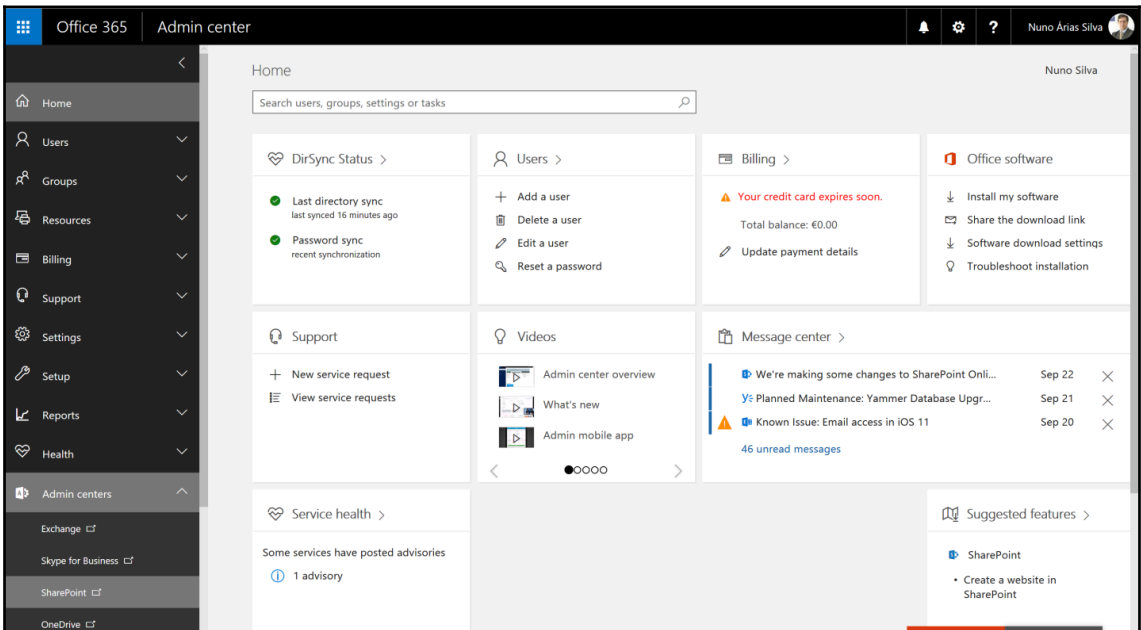 Office 365
Admin center
?
Nuno Árias Silva
Home
Users
Groups
Resources
Billing
Support
Settings
Setup
Reports
Health
Admin centers
Exchange
Skype for Business
SharePoint
OneDrive
Home
Nuno Silva
Search users, groups, settings or tasks
DirSync Status
Last directory sync
last synced 16 minutes ago
Password sync
recent synchronization
Users
Add a user
Delete a user
Edit a user
Reset a password
Billing
Your credit card expires soon.
Total balance: €0.00
Update payment details
Office software
Install my software
Share the download link
Software download settings
Troubleshoot installation
Support
New service request
View service requests
Videos
Admin center overview
What's new
Admin mobile app
Message center
We're making some changes to SharePoint Onli... Sep 22
Planned Maintenance: Yammer Database Upgr... Sep 21
Known Issue: Email access in iOS 11 Sep 20
46 unread messages
Service health
Some services have posted advisories
1 advisory
Suggested features
SharePoint
• Create a website in
SharePoint